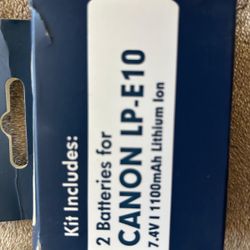 Kit Includes:
2 Batteries for
CANON LP-E10
7.4V | 1100mAh Lithium Ion